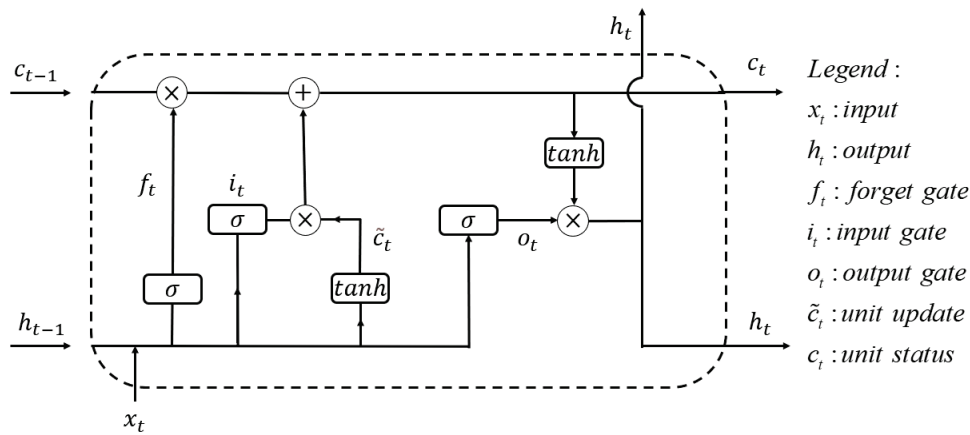 h_t
c_{t-1}
c_t
×
+
tanh
f_t
i_t
σ
×
c̃_t
σ
o_t
×
σ
tanh
h_{t-1}
h_t
x_t
Legend :
x_t : input
h_t : output
f_t : forget gate
i_t : input gate
o_t : output gate
c̃_t : unit update
c_t : unit status